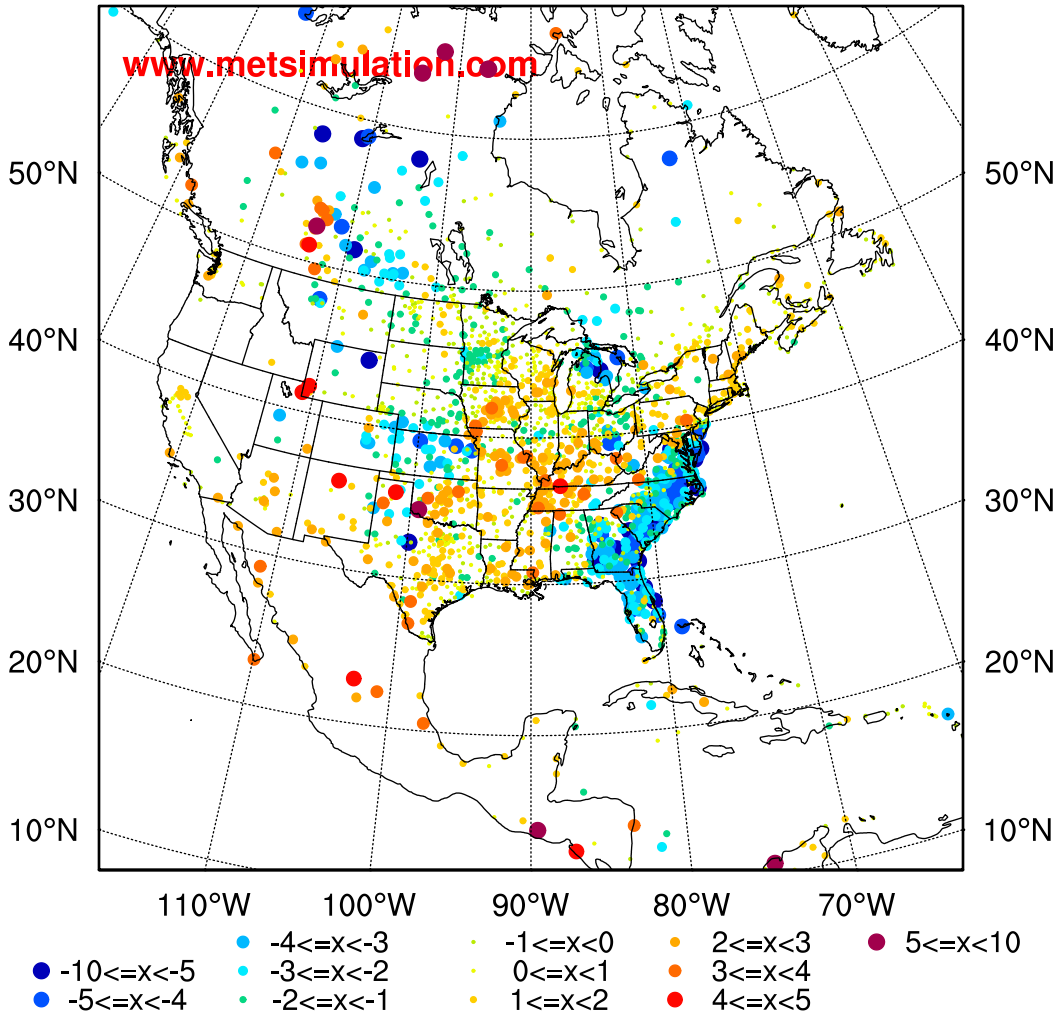 www.metsimulation.com
50°N 50°N
40°N 40°N
30°N 30°N
20°N 20°N
10°N 10°N
110°W 100°W 90°W 80°W 70°W
-4<=x<-3 -1<=x<0 2<=x<3 5<=x<10
-10<=x<-5 -3<=x<-2 0<=x<1 3<=x<4
-5<=x<-4 -2<=x<-1 1<=x<2 4<=x<5